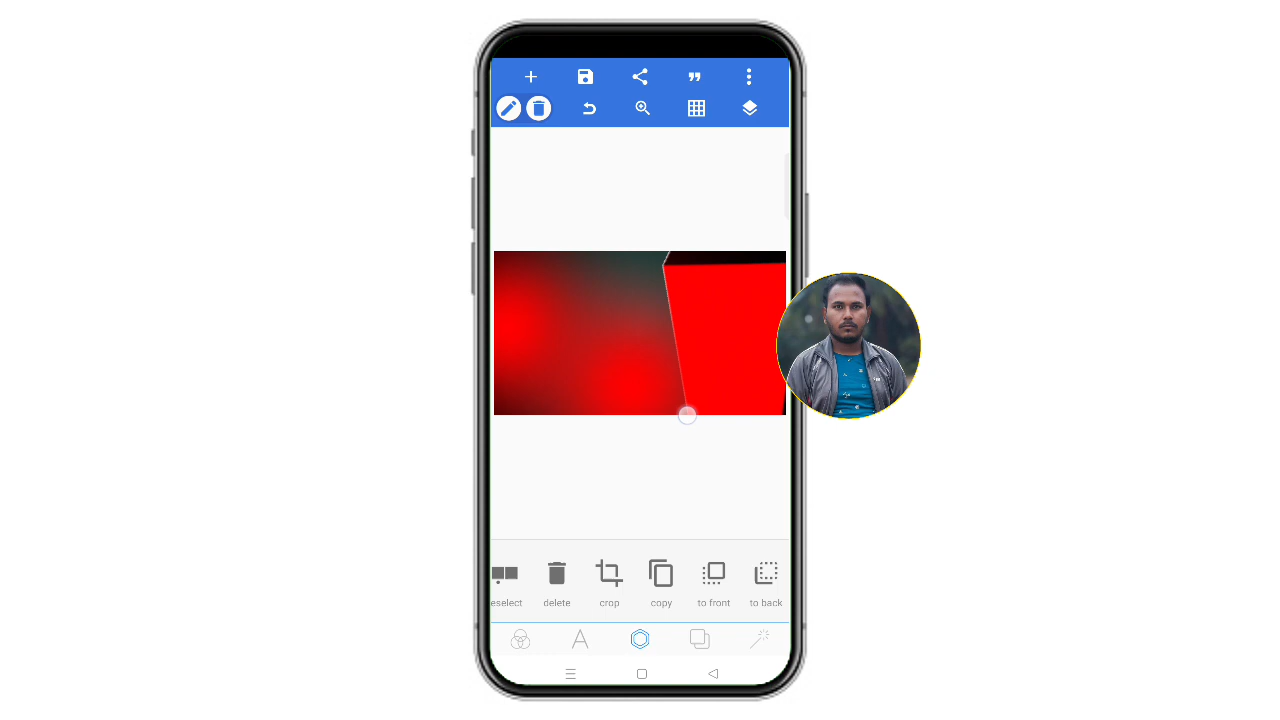 eselect
delete
crop
copy
to front
to back